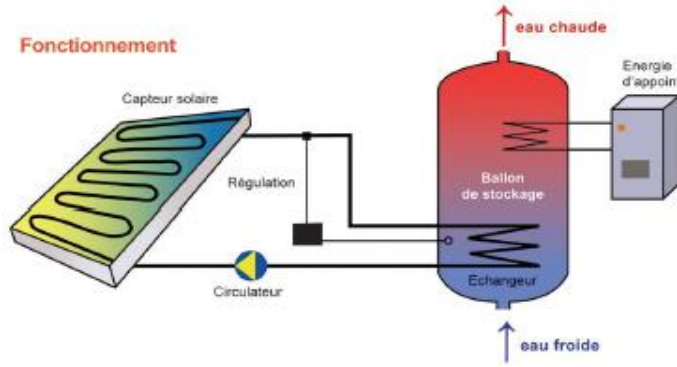 eau chaude
Fonctionnement
Energie
d'appoint
Capteur solaire
Régulation
Ballon
de stockage
Echangeur
Circulateur
eau froide